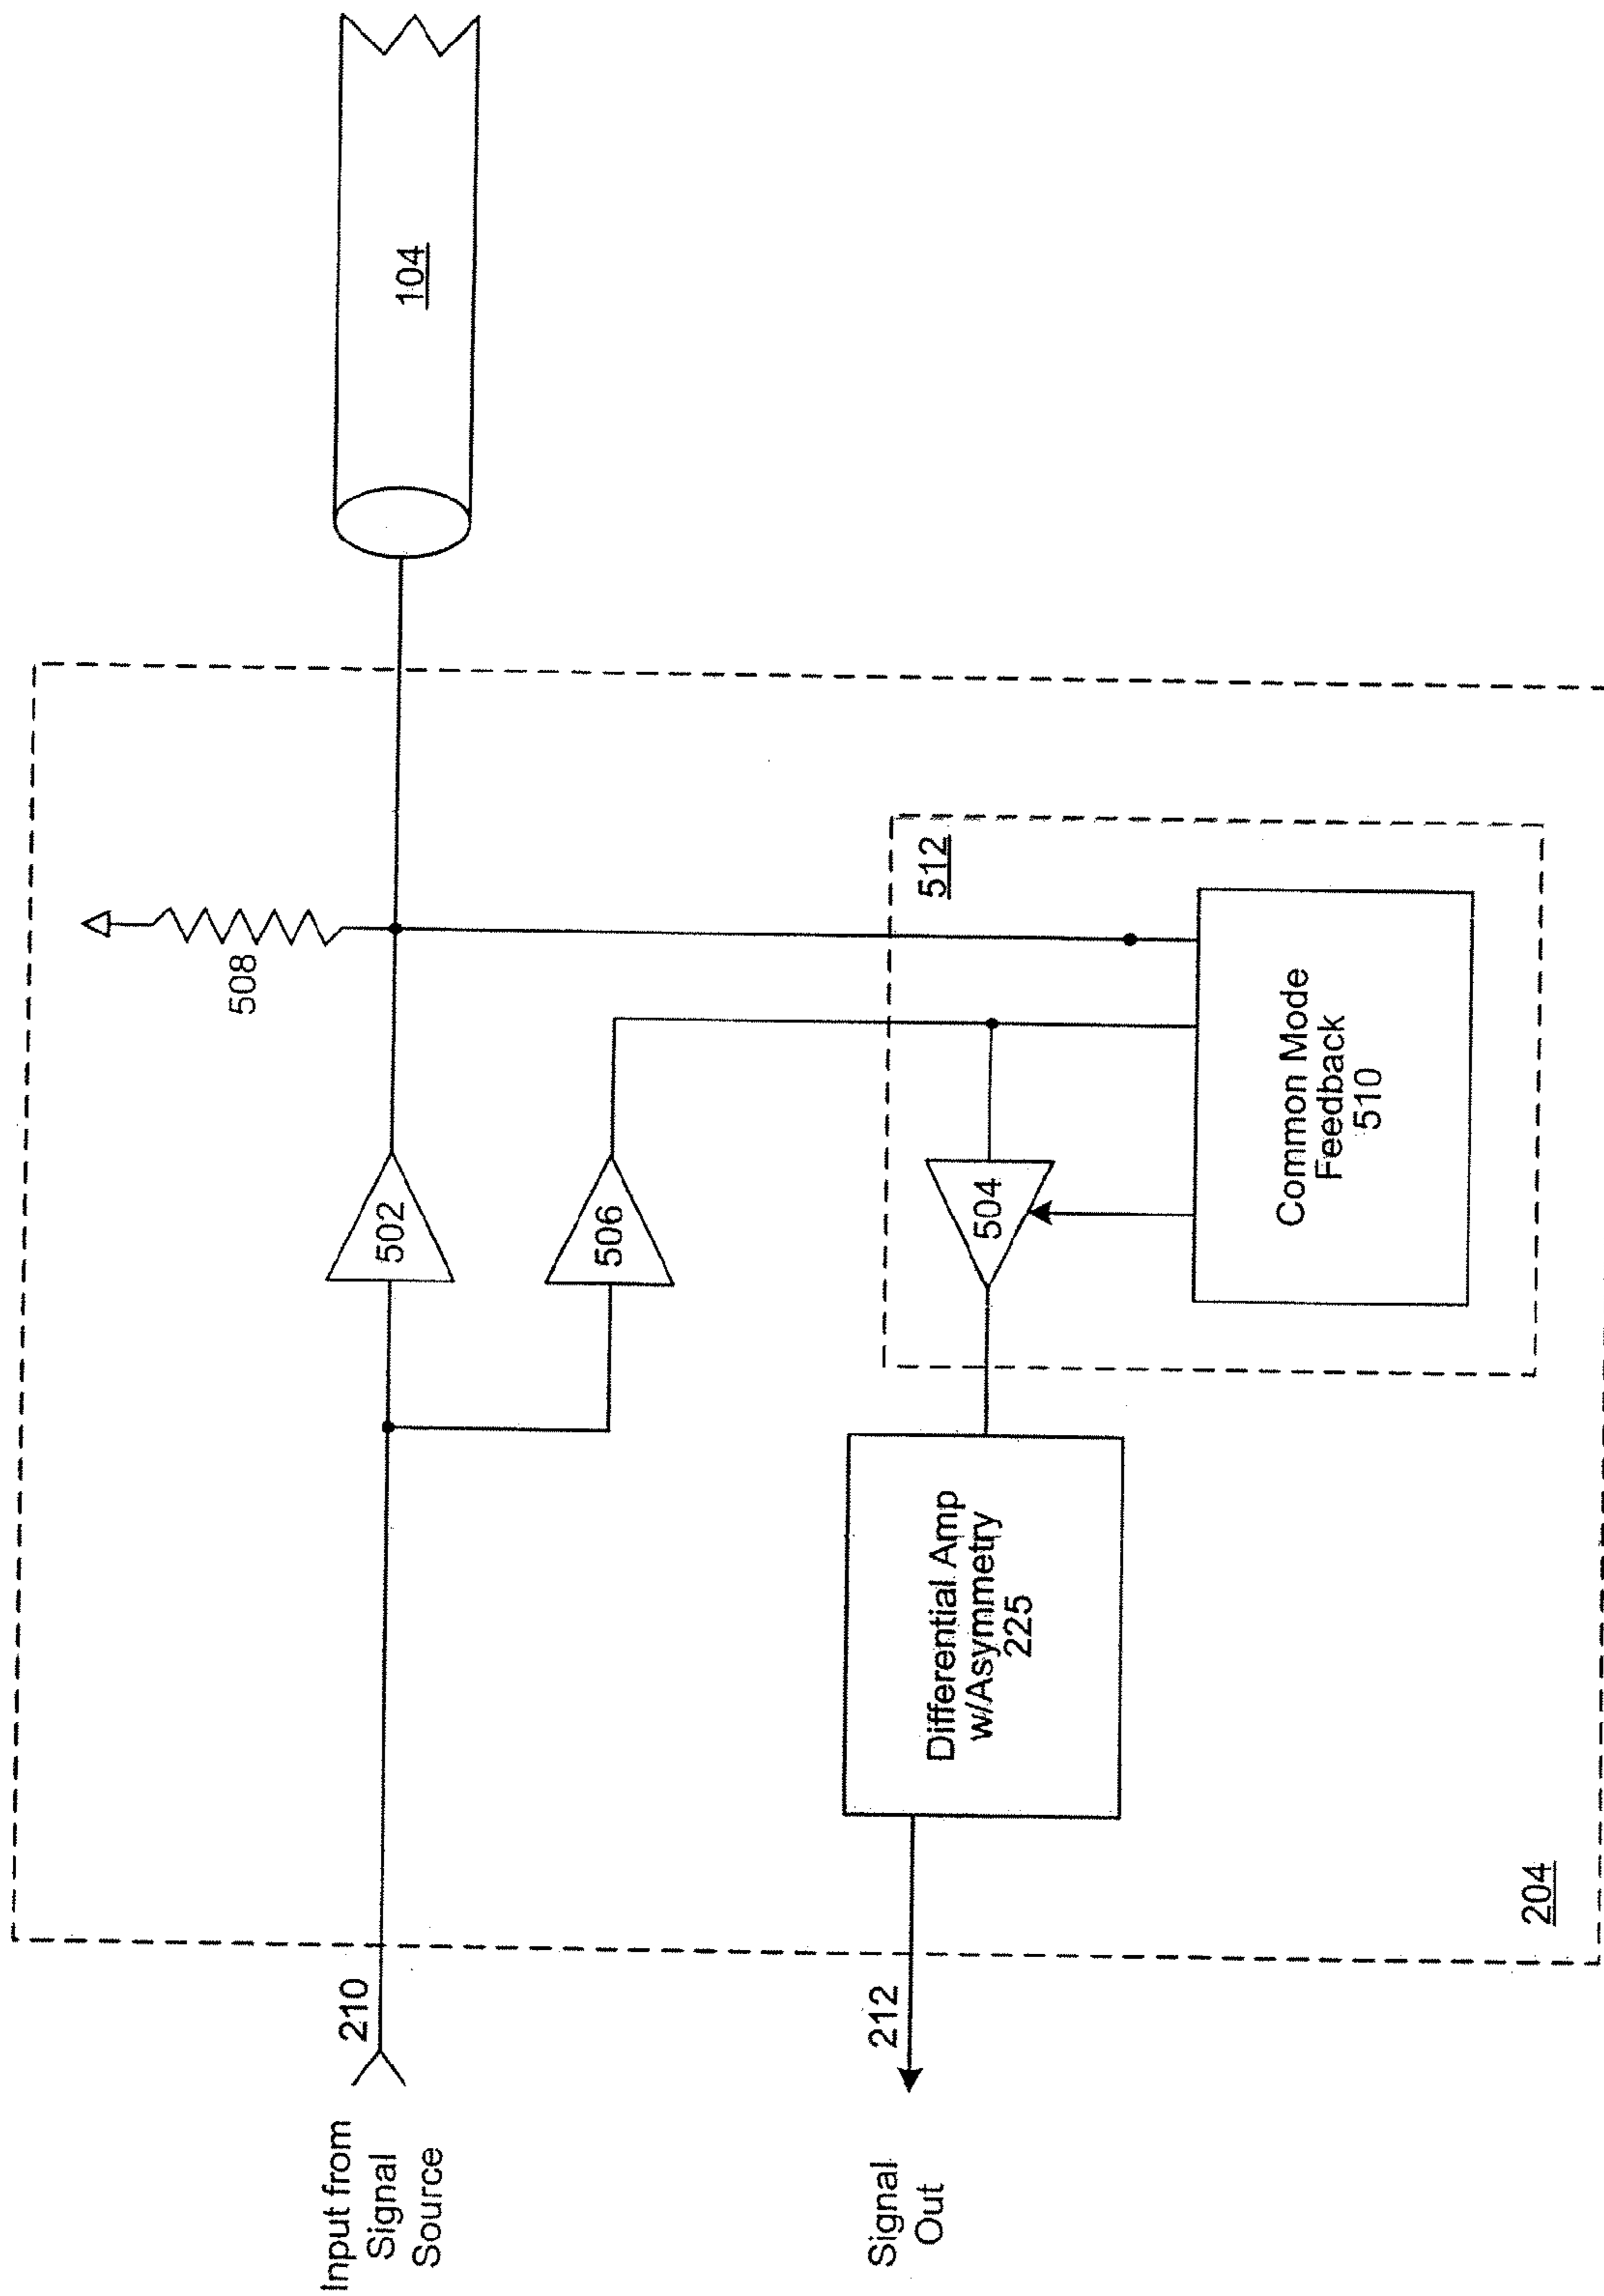 104
508
502
506
512
504
Common Mode
Feedback
510
Differential Amp
w/Asymmetry
225
204
Input from
Signal
Source
210
Signal
Out
212